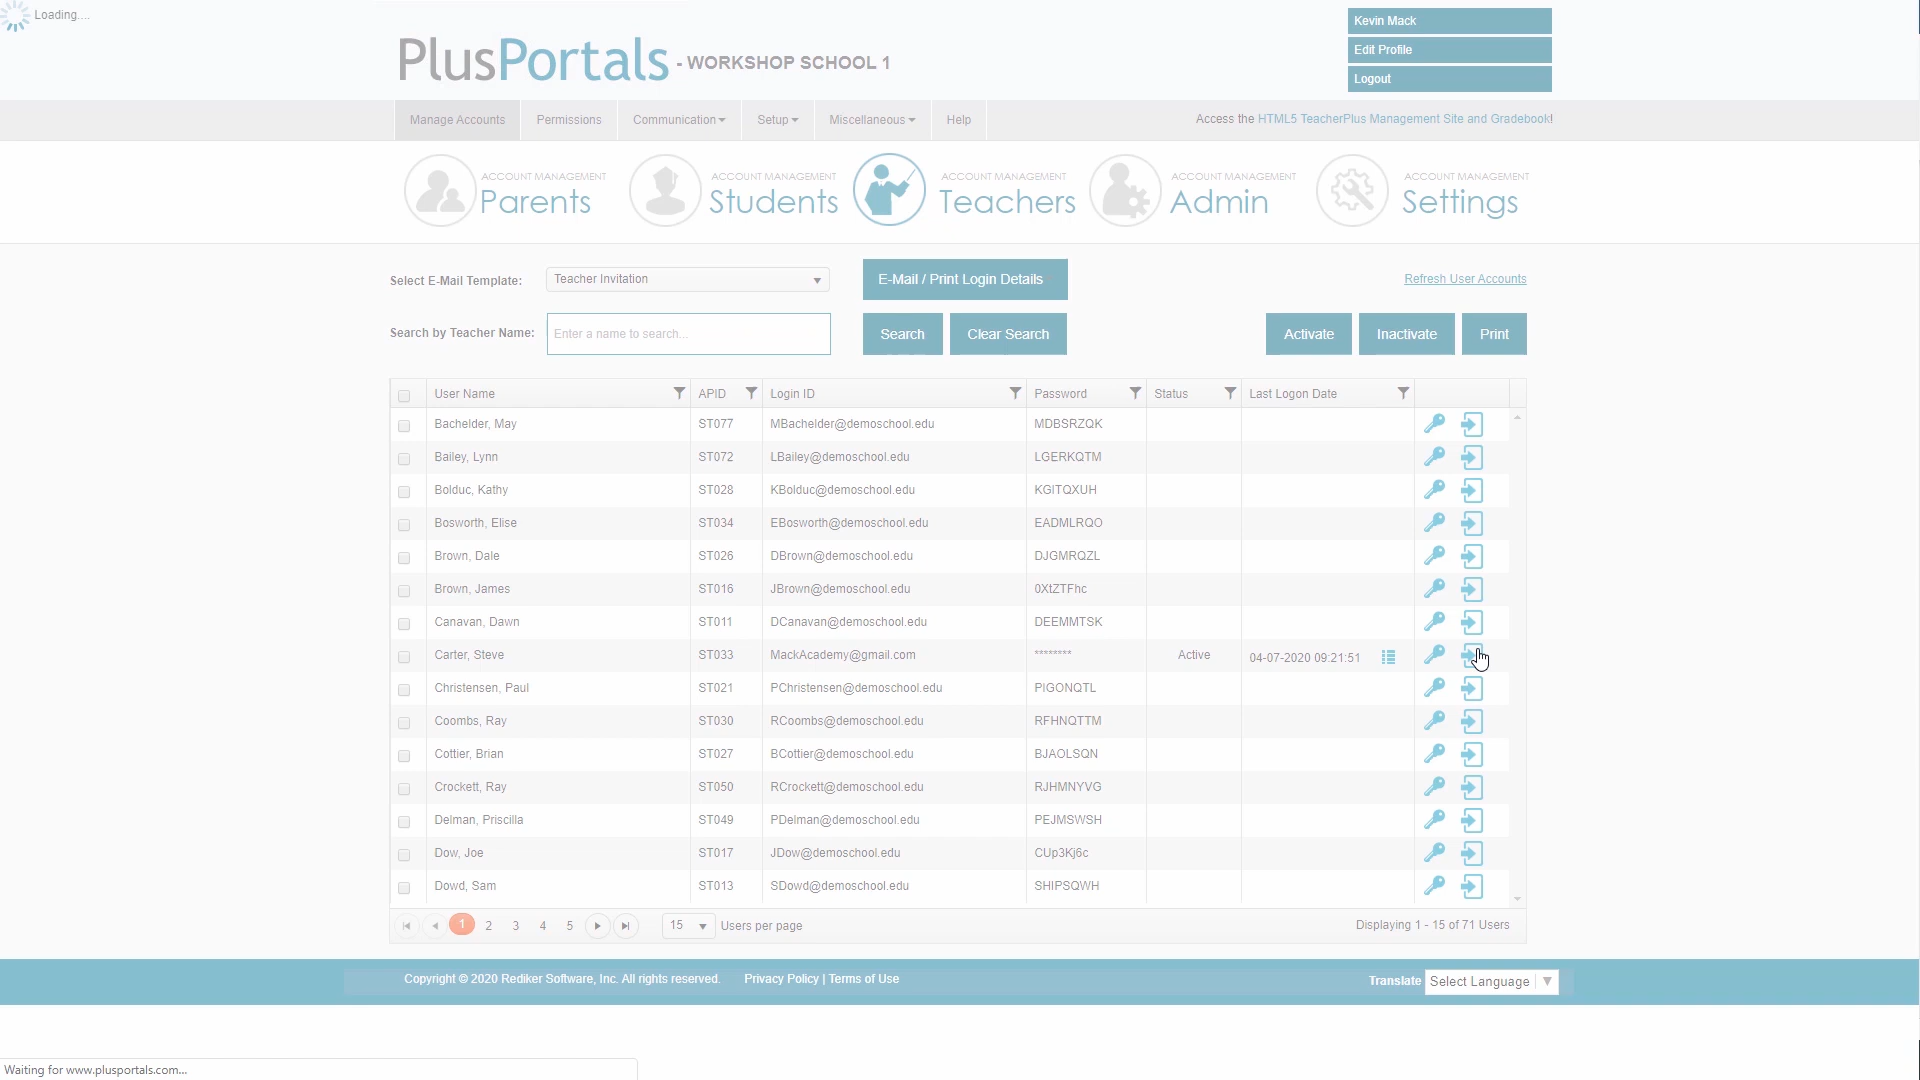 Loading....
PlusPortals - WORKSHOP SCHOOL 1
Kevin Mack
Edit Profile
Logout
Manage Accounts Permissions Communication Setup Miscellaneous Help Access the HTML5 TeacherPlus Management Site and Gradebook!
ACCOUNT MANAGEMENT ACCOUNT MANAGEMENT ACCOUNT MANAGEMENT ACCOUNT MANAGEMENT ACCOUNT MANAGEMENT
Parents Students Teachers Admin Settings
Select E-Mail Template: Teacher Invitation E-Mail / Print Login Details Refresh User Accounts
Search by Teacher Name: Enter a name to search... Search Clear Search Activate Inactivate Print
User Name APID Login ID Password Status Last Logon Date
Bachelder, May ST077 MBachelder@demoschool.edu MDBSRZQK
Bailey, Lynn ST072 LBailey@demoschool.edu LGERKQTM
Bolduc, Kathy ST028 KBolduc@demoschool.edu KGITQXUH
Bosworth, Elise ST034 EBosworth@demoschool.edu EADMLRQO
Brown, Dale ST026 DBrown@demoschool.edu DJGMRQZL
Brown, James ST016 JBrown@demoschool.edu 0XtZTFhc
Canavan, Dawn ST011 DCanavan@demoschool.edu DEEMMTSK
Carter, Steve ST033 MackAcademy@gmail.com ******** Active 04-07-2020 09:21:51
Christensen, Paul ST021 PChristensen@demoschool.edu PIGONQTL
Coombs, Ray ST030 RCoombs@demoschool.edu RFHNQTTM
Cottier, Brian ST027 BCottier@demoschool.edu BJAOLSQN
Crockett, Ray ST050 RCrockett@demoschool.edu RJHMNYVG
Delman, Priscilla ST049 PDelman@demoschool.edu PEJMSWSH
Dow, Joe ST017 JDow@demoschool.edu CUp3Kj6c
Dowd, Sam ST013 SDowd@demoschool.edu SHIPSQWH
1 2 3 4 5 15 Users per page Displaying 1 - 15 of 71 Users
Copyright © 2020 Rediker Software, Inc. All rights reserved. Privacy Policy | Terms of Use Translate Select Language
Waiting for www.plusportals.com...